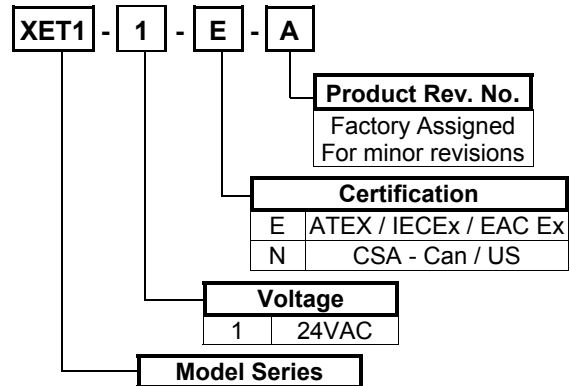 XET1 - 1 - E - A
Product Rev. No.
Factory Assigned
For minor revisions
Certification
E ATEX / IECEx / EAC Ex
N CSA - Can / US
Voltage
1 24VAC
Model Series